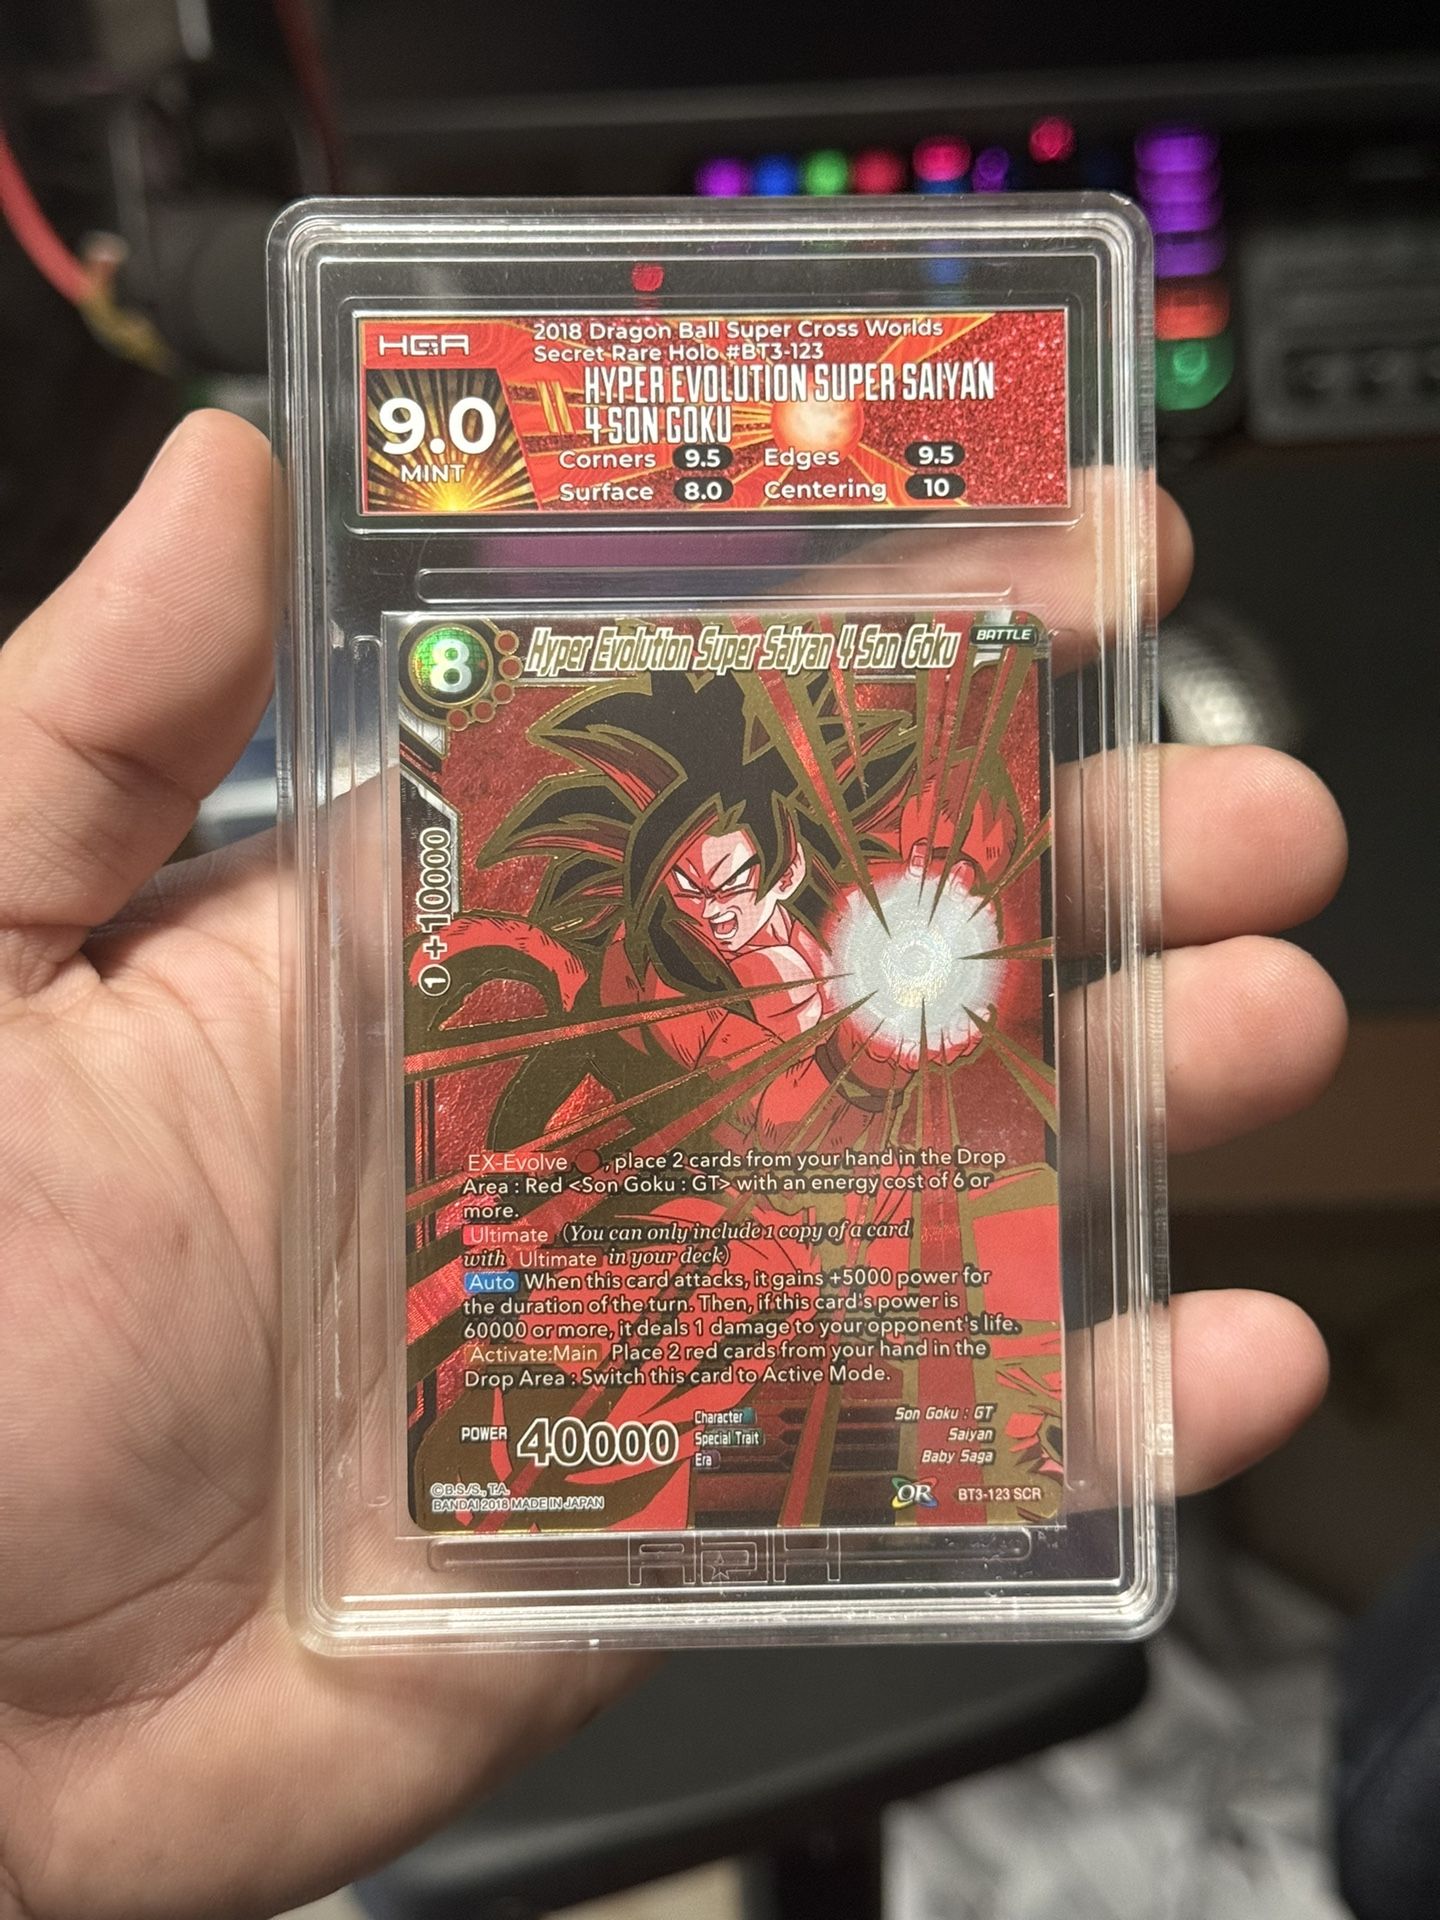 HGA
2018 Dragon Ball Super Cross Worlds
Secret Rare Holo #BT3-123
HYPER EVOLUTION SUPER SAIYAN
4 SON GOKU
9.0
MINT
Corners 9.5 Edges 9.5
Surface 8.0 Centering 10
8 Hyper Evolution Super Saiyan 4 Son Goku BATTLE
1 +10000
EX-Evolve , place 2 cards from your hand in the Drop
Area : Red <Son Goku : GT> with an energy cost of 6 or
more.
Ultimate (You can only include 1 copy of a card
with Ultimate in your deck)
Auto When this card attacks, it gains +5000 power for
the duration of the turn. Then, if this card's power is
60000 or more, it deals 1 damage to your opponent's life.
Activate:Main Place 2 red cards from your hand in the
Drop Area : Switch this card to Active Mode.
POWER 40000
Character Son Goku : GT
Special Trait Saiyan
Era Baby Saga
©B.S./S., T.A.
BANDAI 2018 MADE IN JAPAN
OR BT3-123 SCR
HGA